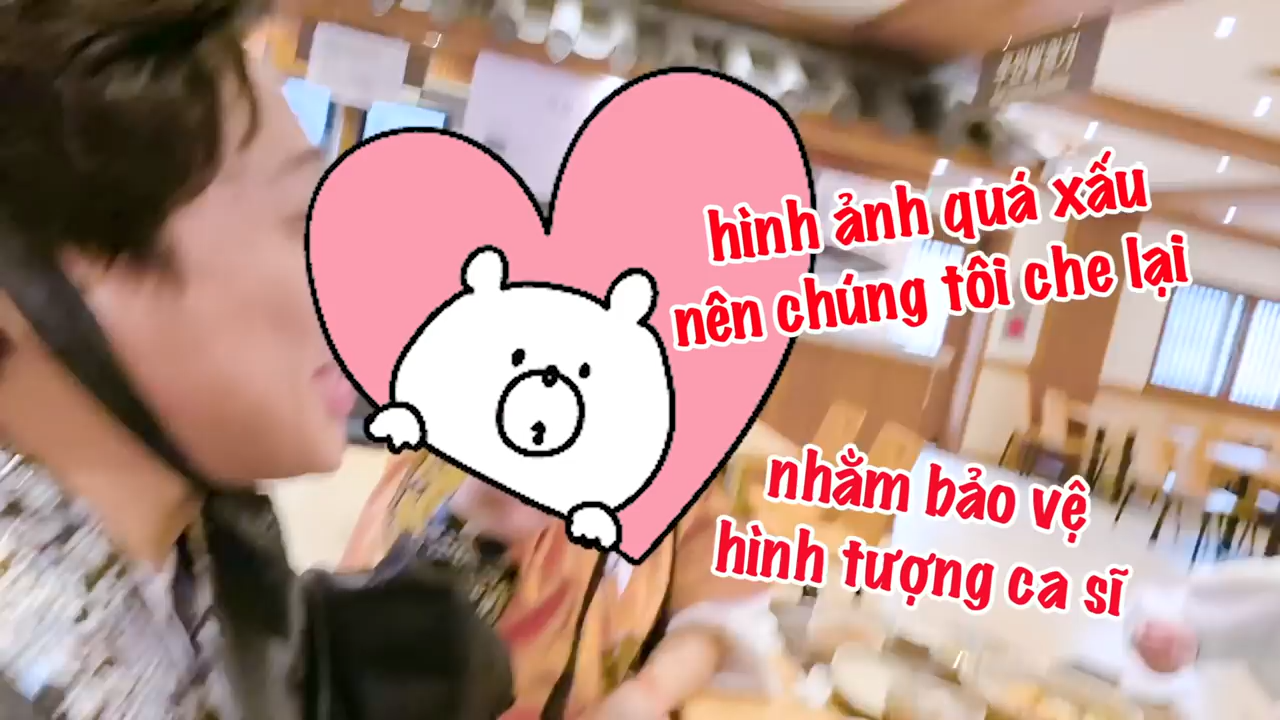 hình ảnh quá xấu
nên chúng tôi che lại
nhằm bảo vệ
hình tượng ca sĩ